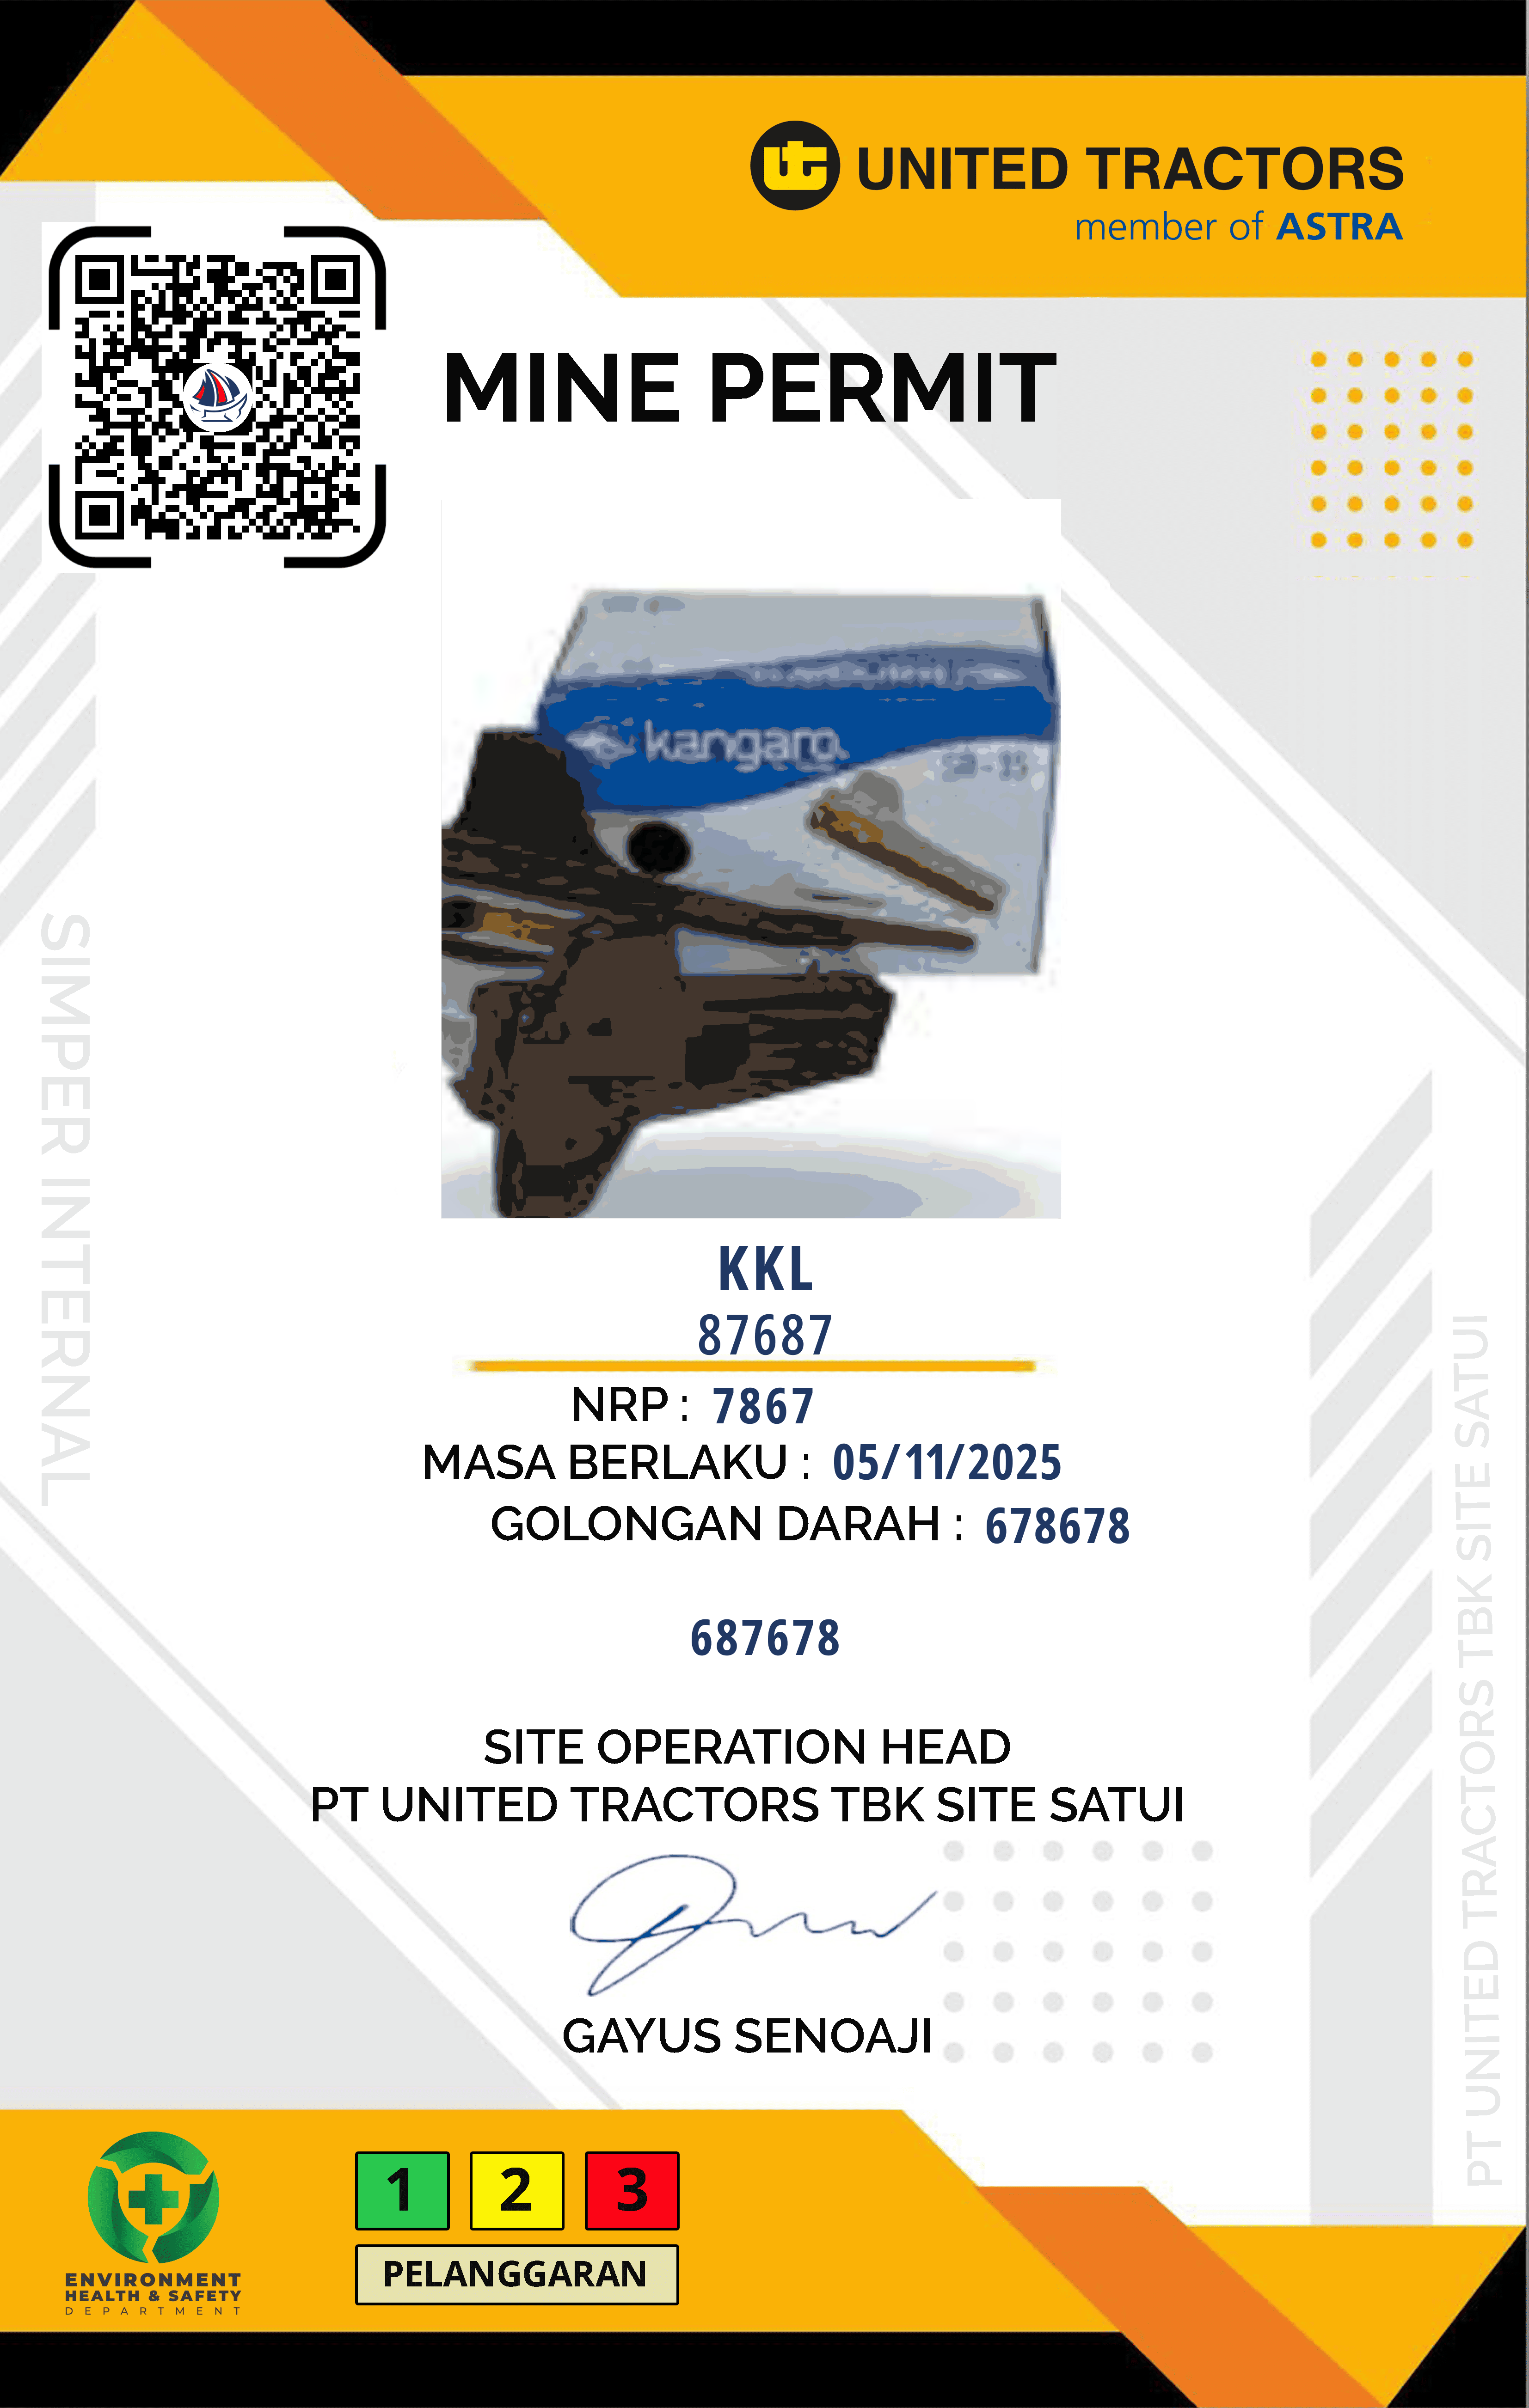 UNITED TRACTORS
member of ASTRA
MINE PERMIT
kangaro
KKL
87687
NRP : 7867
MASA BERLAKU : 05/11/2025
GOLONGAN DARAH : 678678
687678
SITE OPERATION HEAD
PT UNITED TRACTORS TBK SITE SATUI
GAYUS SENOAJI
SIMPER INTERNAL
PT UNITED TRACTORS TBK SITE SATUI
1 2 3
PELANGGARAN
ENVIRONMENT
HEALTH & SAFETY
DEPARTMENT